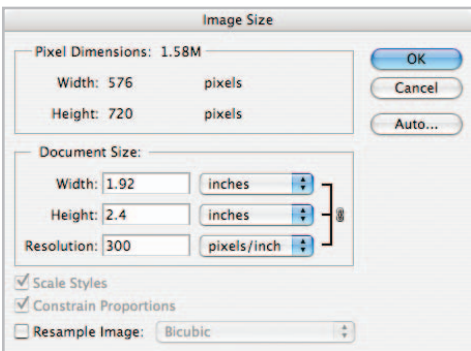 Image Size
Pixel Dimensions: 1.58M
Width: 576 pixels
Height: 720 pixels
Document Size:
Width: 1.92 inches
Height: 2.4 inches
Resolution: 300 pixels/inch
Scale Styles
Constrain Proportions
Resample Image: Bicubic
OK
Cancel
Auto...